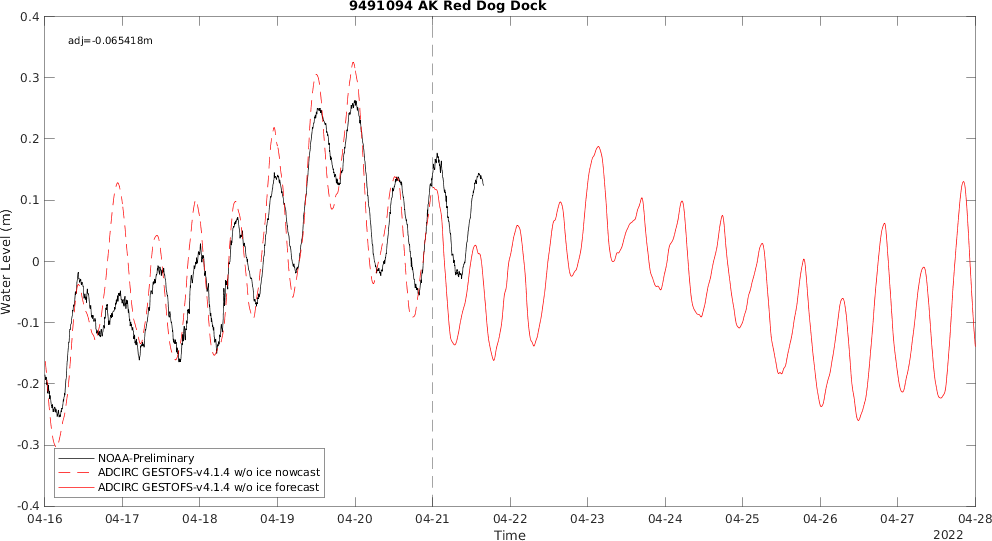 9491094 AK Red Dog Dock
adj=-0.065418m
0.4
0.3
0.2
0.1
0
-0.1
-0.2
-0.3
-0.4
Water Level (m)
NOAA-Preliminary
ADCIRC GESTOFS-v4.1.4 w/o ice nowcast
ADCIRC GESTOFS-v4.1.4 w/o ice forecast
04-16 04-17 04-18 04-19 04-20 04-21 04-22 04-23 04-24 04-25 04-26 04-27 04-28
Time
2022